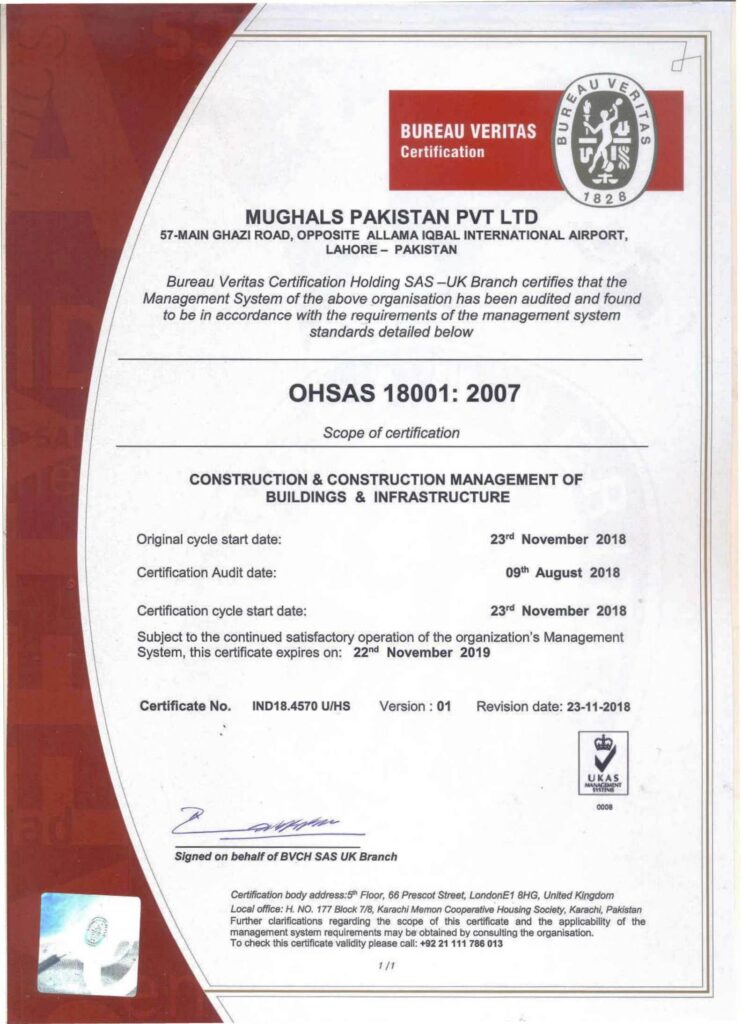 BUREAU VERITAS
Certification
BUREAU VERITAS
1828
MUGHALS PAKISTAN PVT LTD
57-MAIN GHAZI ROAD, OPPOSITE ALLAMA IQBAL INTERNATIONAL AIRPORT,
LAHORE – PAKISTAN
Bureau Veritas Certification Holding SAS –UK Branch certifies that the
Management System of the above organisation has been audited and found
to be in accordance with the requirements of the management system
standards detailed below
OHSAS 18001: 2007
Scope of certification
CONSTRUCTION & CONSTRUCTION MANAGEMENT OF
BUILDINGS & INFRASTRUCTURE
Original cycle start date: 23rd November 2018
Certification Audit date: 09th August 2018
Certification cycle start date: 23rd November 2018
Subject to the continued satisfactory operation of the organization's Management
System, this certificate expires on: 22nd November 2019
Certificate No. IND18.4570 U/HS Version : 01 Revision date: 23-11-2018
UKAS
MANAGEMENT
SYSTEMS
0008
Signed on behalf of BVCH SAS UK Branch
Certification body address:5th Floor, 66 Prescot Street, LondonE1 8HG, United Kingdom
Local office: H. NO. 177 Block 7/8, Karachi Memon Cooperative Housing Society, Karachi, Pakistan
Further clarifications regarding the scope of this certificate and the applicability of the
management system requirements may be obtained by consulting the organisation.
To check this certificate validity please call: +92 21 111 786 013
1 /1